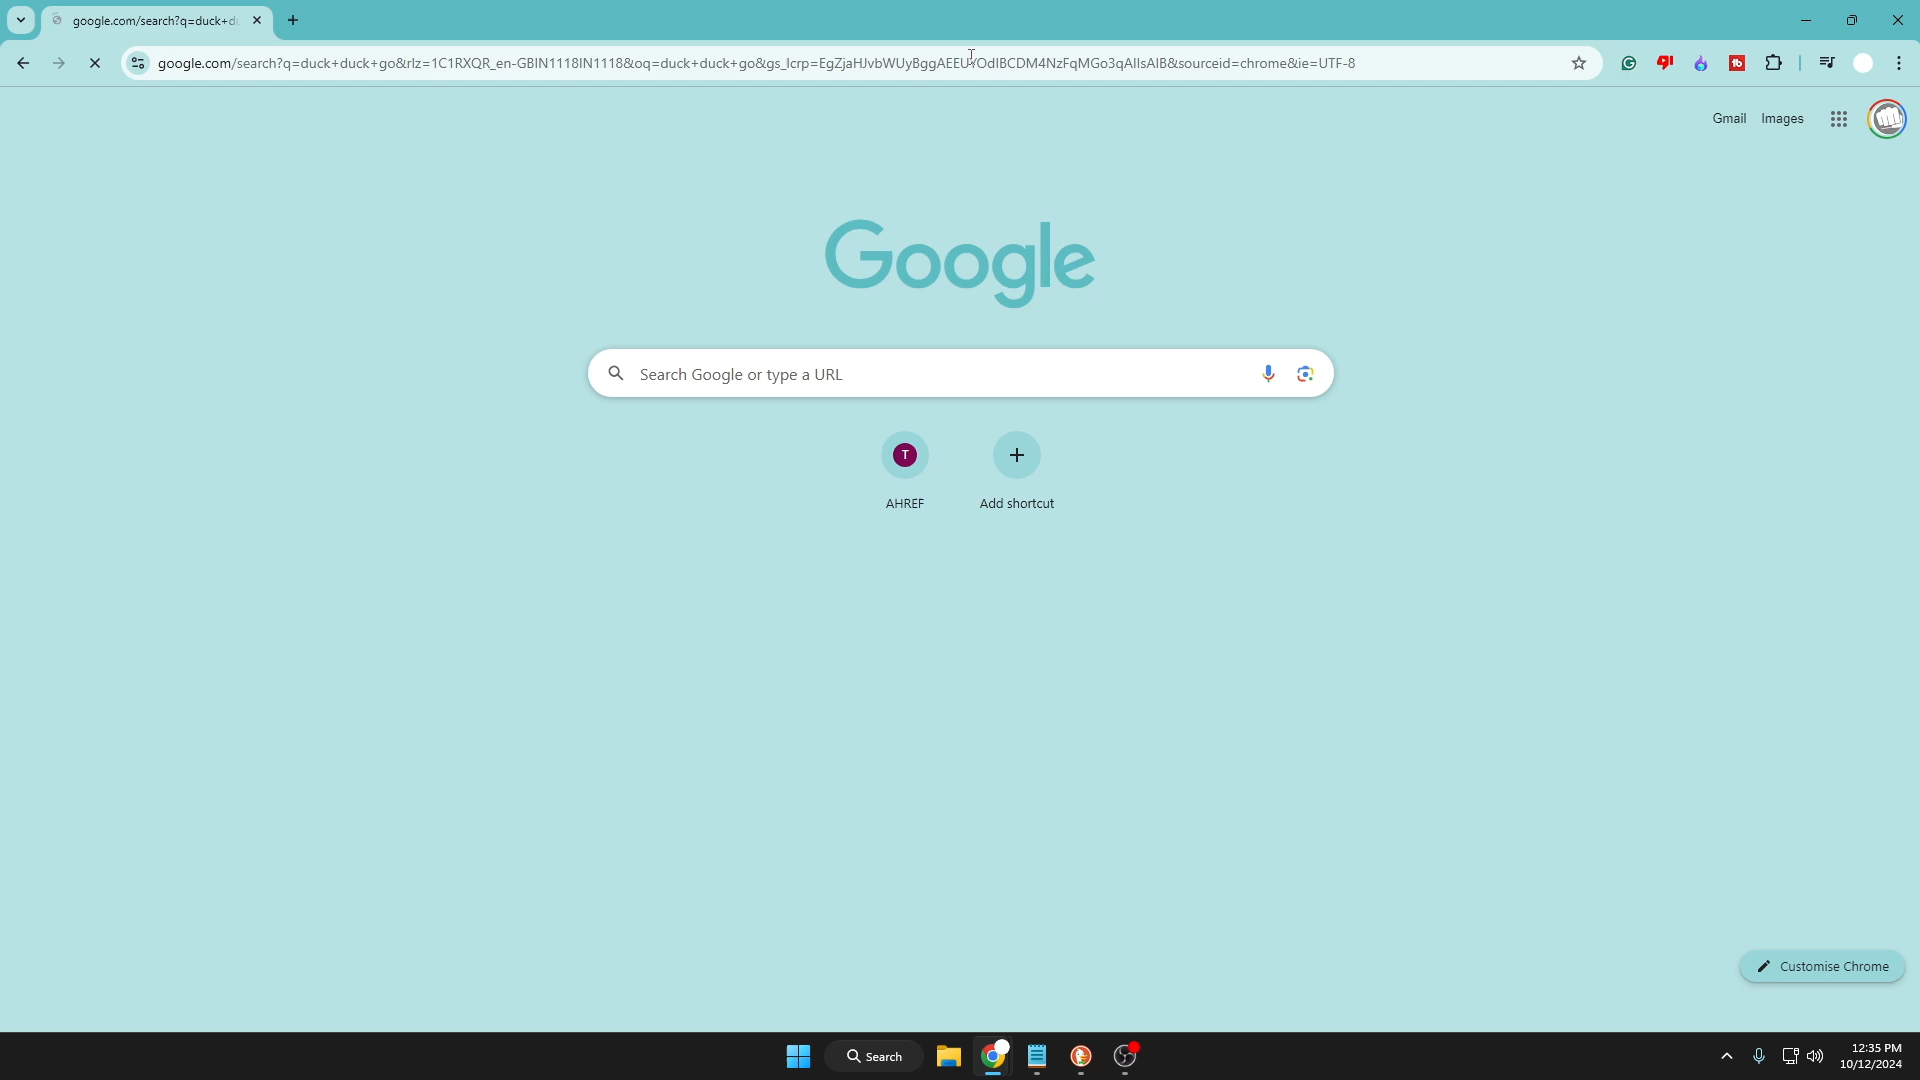 google.com/search?q=duck+du
google.com/search?q=duck+duck+go&rlz=1C1RXQR_en-GBIN1118IN1118&oq=duck+duck+go&gs_lcrp=EgZjaHJvbWUyBggAEEUYOdIBCDM4NzFqMGo3qAIIsAIB&sourceid=chrome&ie=UTF-8
Gmail Images
Google
Search Google or type a URL
T
AHREF Add shortcut
Customise Chrome
Search
12:35 PM
10/12/2024